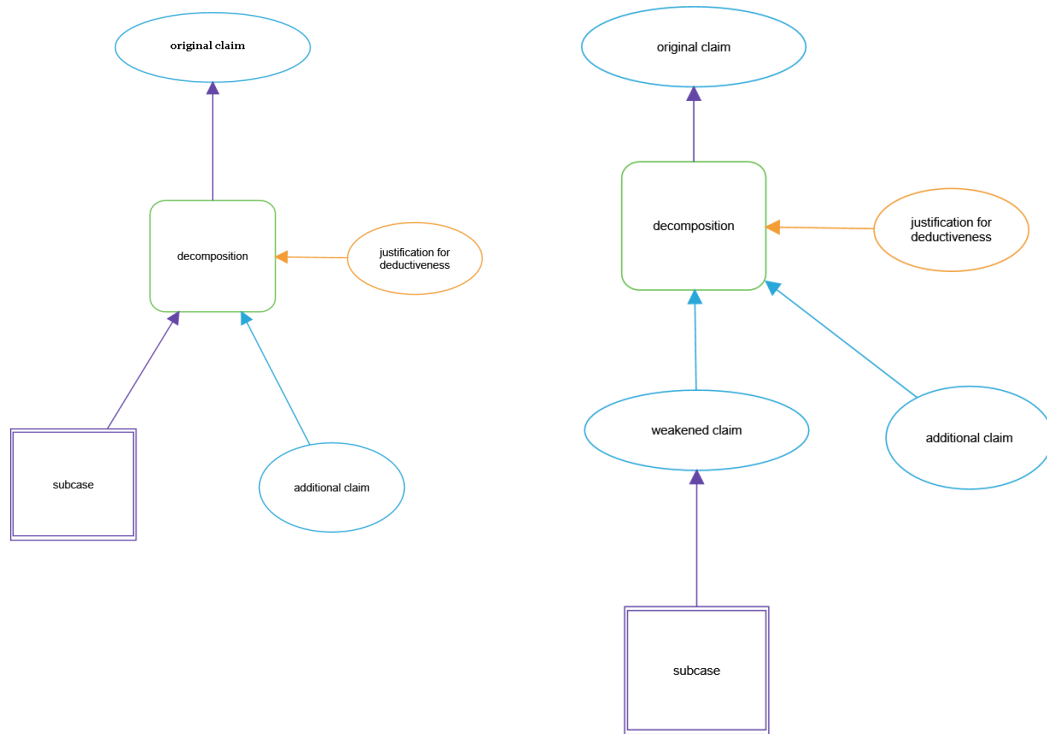 original claim
decomposition
justification for
deductiveness
subcase
additional claim
original claim
decomposition
justification for
deductiveness
weakened claim
additional claim
subcase